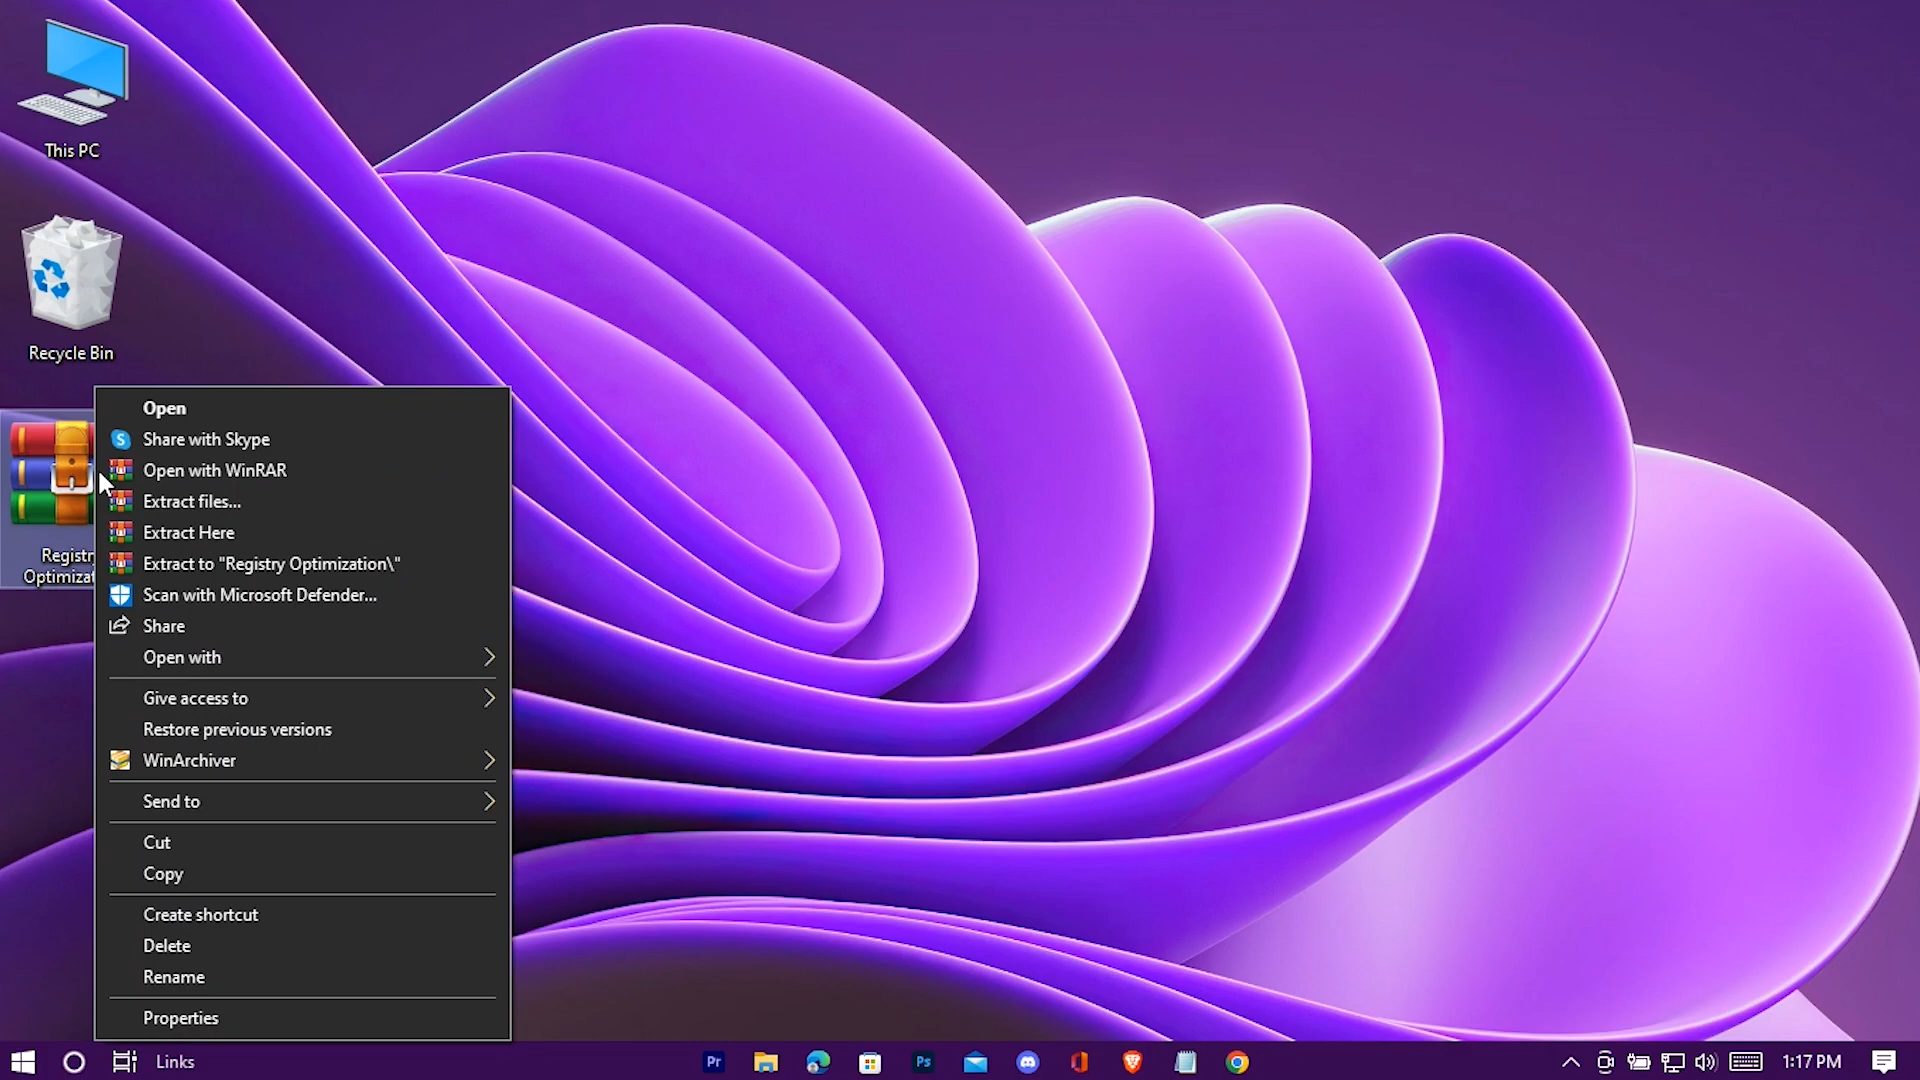 This PC
Recycle Bin
Registr
Optimizat
Open
Share with Skype
Open with WinRAR
Extract files...
Extract Here
Extract to "Registry Optimization\"
Scan with Microsoft Defender...
Share
Open with
Give access to
Restore previous versions
WinArchiver
Send to
Cut
Copy
Create shortcut
Delete
Rename
Properties
Links
Pr
Ps
1:17 PM